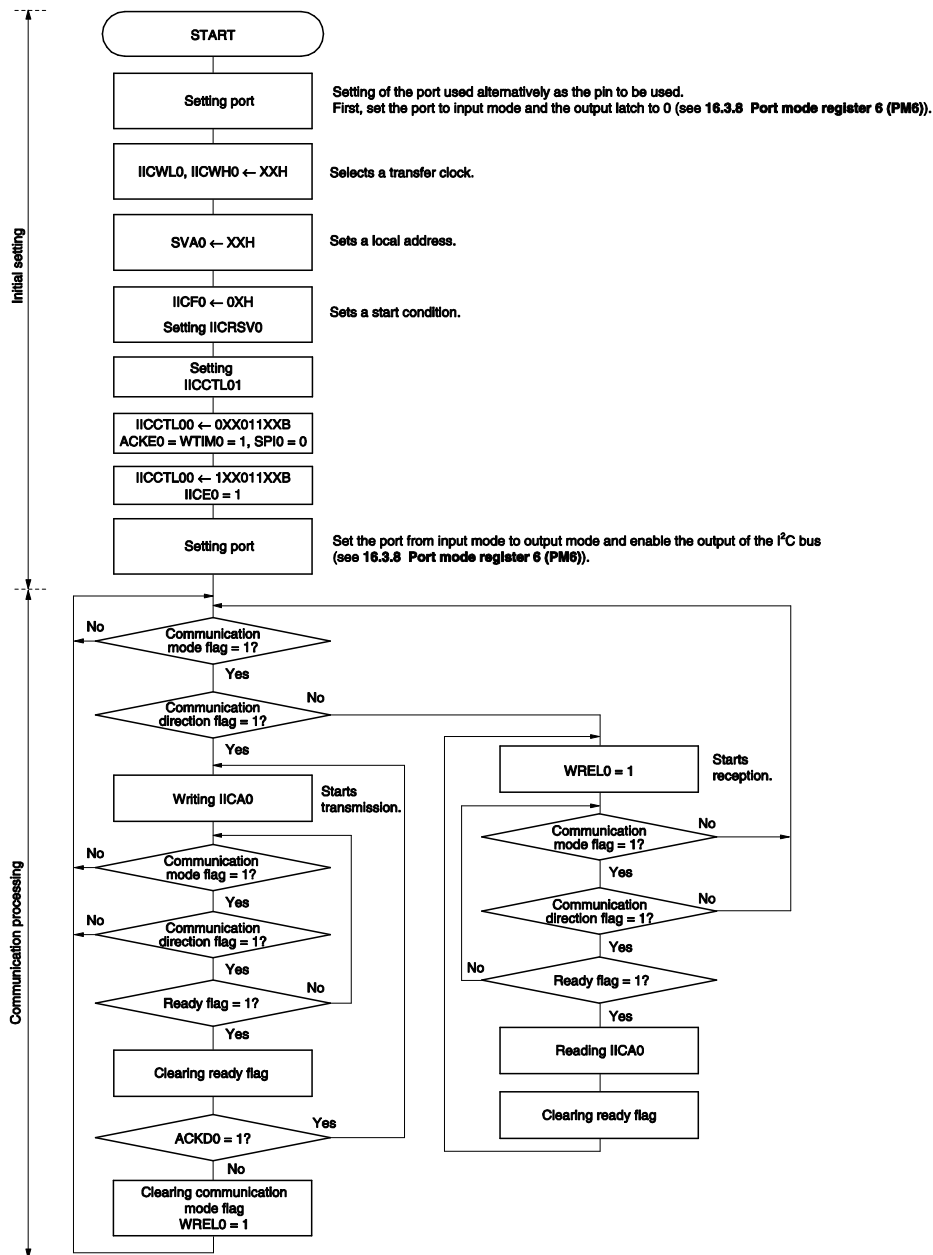 START
Setting port
Setting of the port used alternatively as the pin to be used.
First, set the port to input mode and the output latch to 0 (see 16.3.8 Port mode register 6 (PM6)).
IICWL0, IICWH0 ← XXH
Selects a transfer clock.
SVA0 ← XXH
Sets a local address.
IICF0 ← 0XH
Setting IICRSV0
Sets a start condition.
Setting
IICCTL01
IICCTL00 ← 0XX011XXB
ACKE0 = WTIM0 = 1, SPI0 = 0
IICCTL00 ← 1XX011XXB
IICE0 = 1
Setting port
Set the port from input mode to output mode and enable the output of the I²C bus
(see 16.3.8 Port mode register 6 (PM6)).
Initial setting
Communication processing
No
Communication
mode flag = 1?
Yes
Communication
direction flag = 1?
No
Yes
Writing IICA0
Starts
transmission.
No
Communication
mode flag = 1?
Yes
No
Communication
direction flag = 1?
Yes
Ready flag = 1?
No
Yes
Clearing ready flag
ACKD0 = 1?
Yes
No
Clearing communication
mode flag
WREL0 = 1
WREL0 = 1
Starts
reception.
Communication
mode flag = 1?
No
Yes
Communication
direction flag = 1?
No
Yes
No
Ready flag = 1?
Yes
Reading IICA0
Clearing ready flag